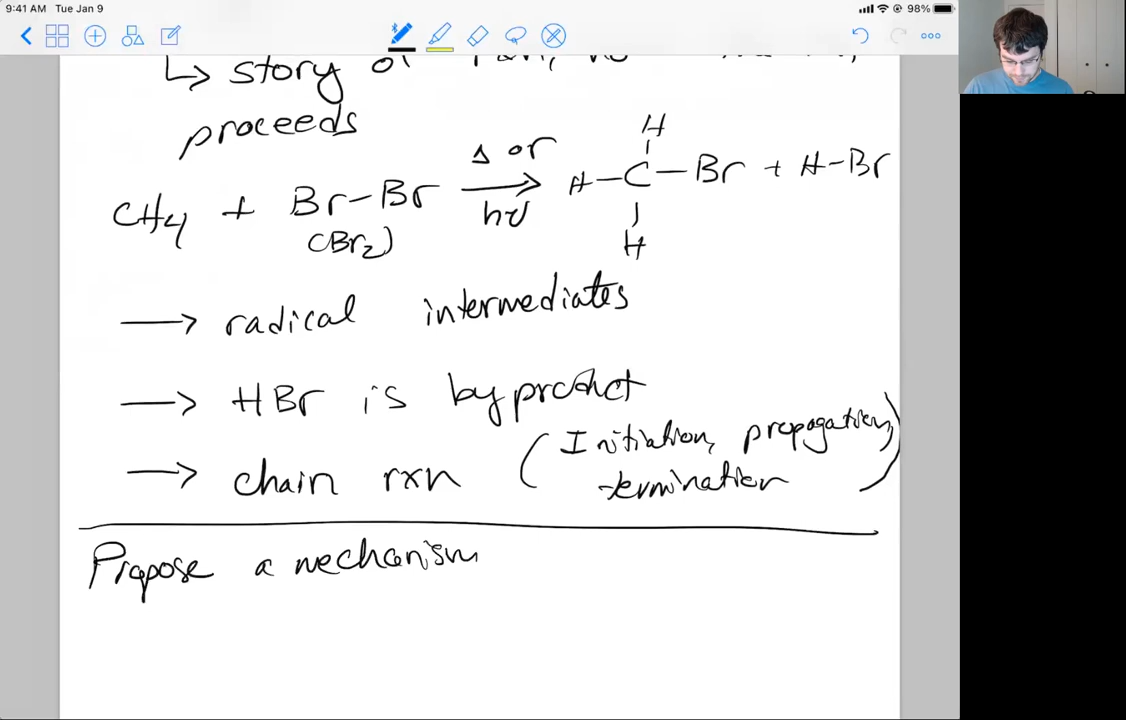 9:41 AM Tue Jan 9
98%
↳ story of
proceeds
CH4 + Br-Br Δ or hν H-C-Br + H-Br
(Br2)
H
H
→ radical intermediates
→ HBr is byproduct
→ chain rxn (Initiation, propagation,
termination)
Propose a mechanism